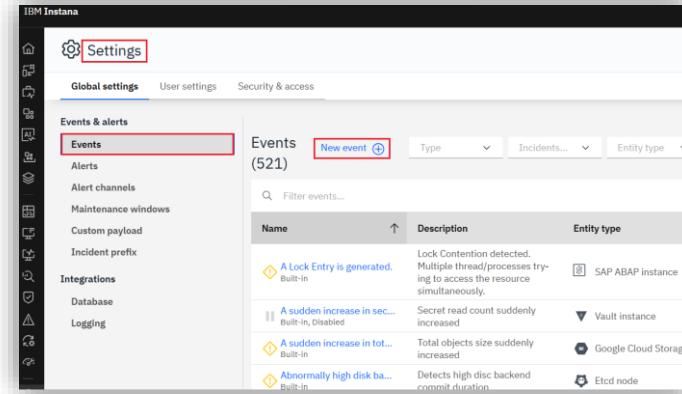 IBM Instana
Settings
Global settings User settings Security & access
Events & alerts
Events
Alerts
Alert channels
Maintenance windows
Custom payload
Incident prefix
Integrations
Database
Logging
Events
(521)
New event
Type
Incidents...
Entity type
Filter events...
Name Description Entity type
A Lock Entry is generated.
Built-in
Lock Contention detected.
Multiple thread/processes try-
ing to access the resource
simultaneously.
SAP ABAP instance
A sudden increase in sec...
Built-in, Disabled
Secret read count suddenly
increased
Vault instance
A sudden increase in tot...
Built-in
Total objects size suddenly
increased
Google Cloud Storag
Abnormally high disk ba...
Built-in
Detects high disc backend
commit duration
Etcd node